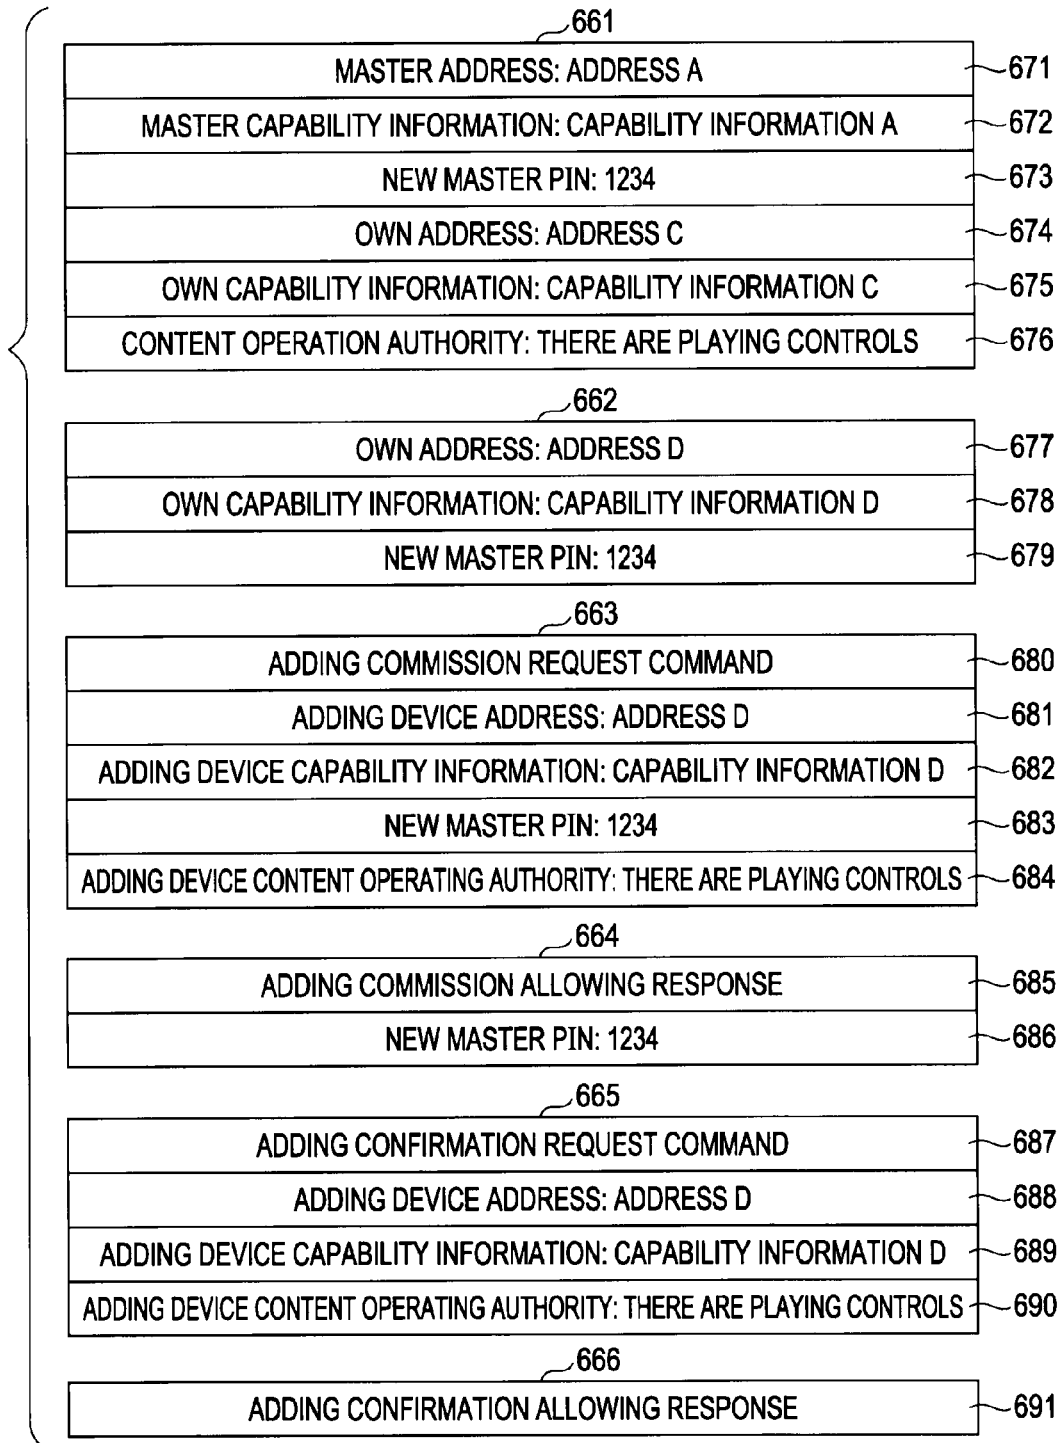 661
MASTER ADDRESS: ADDRESS A 671
MASTER CAPABILITY INFORMATION: CAPABILITY INFORMATION A 672
NEW MASTER PIN: 1234 673
OWN ADDRESS: ADDRESS C 674
OWN CAPABILITY INFORMATION: CAPABILITY INFORMATION C 675
CONTENT OPERATION AUTHORITY: THERE ARE PLAYING CONTROLS 676
662
OWN ADDRESS: ADDRESS D 677
OWN CAPABILITY INFORMATION: CAPABILITY INFORMATION D 678
NEW MASTER PIN: 1234 679
663
ADDING COMMISSION REQUEST COMMAND 680
ADDING DEVICE ADDRESS: ADDRESS D 681
ADDING DEVICE CAPABILITY INFORMATION: CAPABILITY INFORMATION D 682
NEW MASTER PIN: 1234 683
ADDING DEVICE CONTENT OPERATING AUTHORITY: THERE ARE PLAYING CONTROLS 684
664
ADDING COMMISSION ALLOWING RESPONSE 685
NEW MASTER PIN: 1234 686
665
ADDING CONFIRMATION REQUEST COMMAND 687
ADDING DEVICE ADDRESS: ADDRESS D 688
ADDING DEVICE CAPABILITY INFORMATION: CAPABILITY INFORMATION D 689
ADDING DEVICE CONTENT OPERATING AUTHORITY: THERE ARE PLAYING CONTROLS 690
666
ADDING CONFIRMATION ALLOWING RESPONSE 691